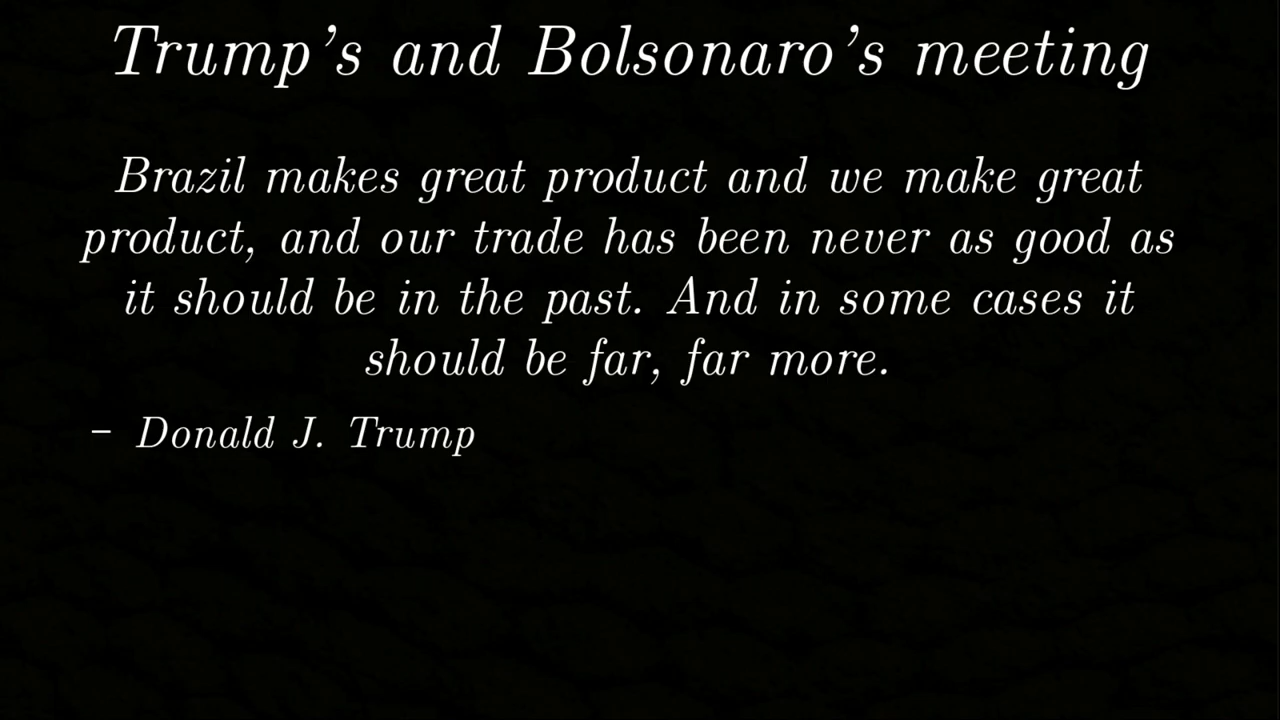 Trump's and Bolsonaro's meeting
Brazil makes great product and we make great
product, and our trade has been never as good as
it should be in the past. And in some cases it
should be far, far more.
– Donald J. Trump